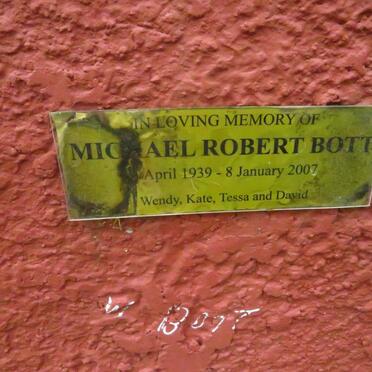 IN LOVING MEMORY OF
MICHAEL ROBERT BOTT
April 1939 - 8 January 2007
Wendy, Kate, Tessa and David
W BOTT